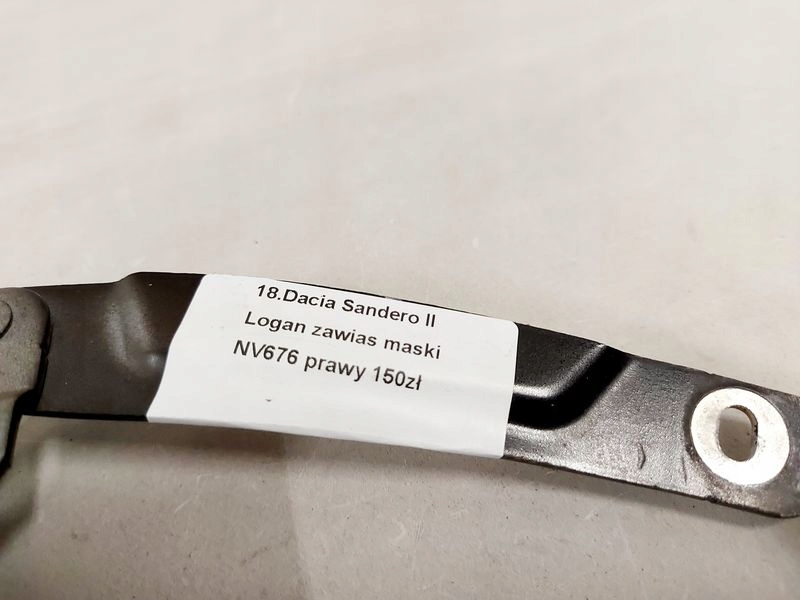 18.Dacia Sandero II
Logan zawias maski
NV676 prawy 150zł